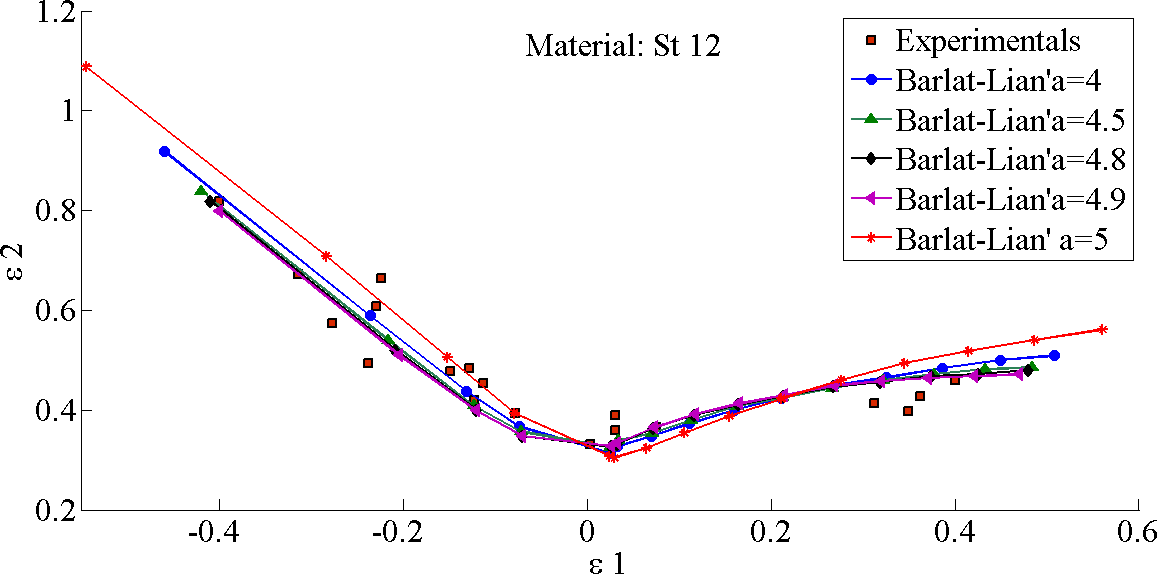 1.2
1
0.8
0.6
0.4
0.2
ε 2
Material: St 12
Experimentals
Barlat-Lian'a=4
Barlat-Lian'a=4.5
Barlat-Lian'a=4.8
Barlat-Lian'a=4.9
Barlat-Lian' a=5
-0.4 -0.2 0 0.2 0.4 0.6
ε 1